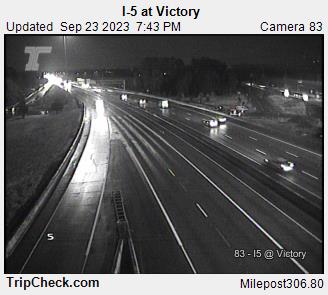 I-5 at Victory
Updated Sep 23 2023 7:43 PM Camera 83
S
83 - I5 @ Victory
TripCheck.com Milepost306.80